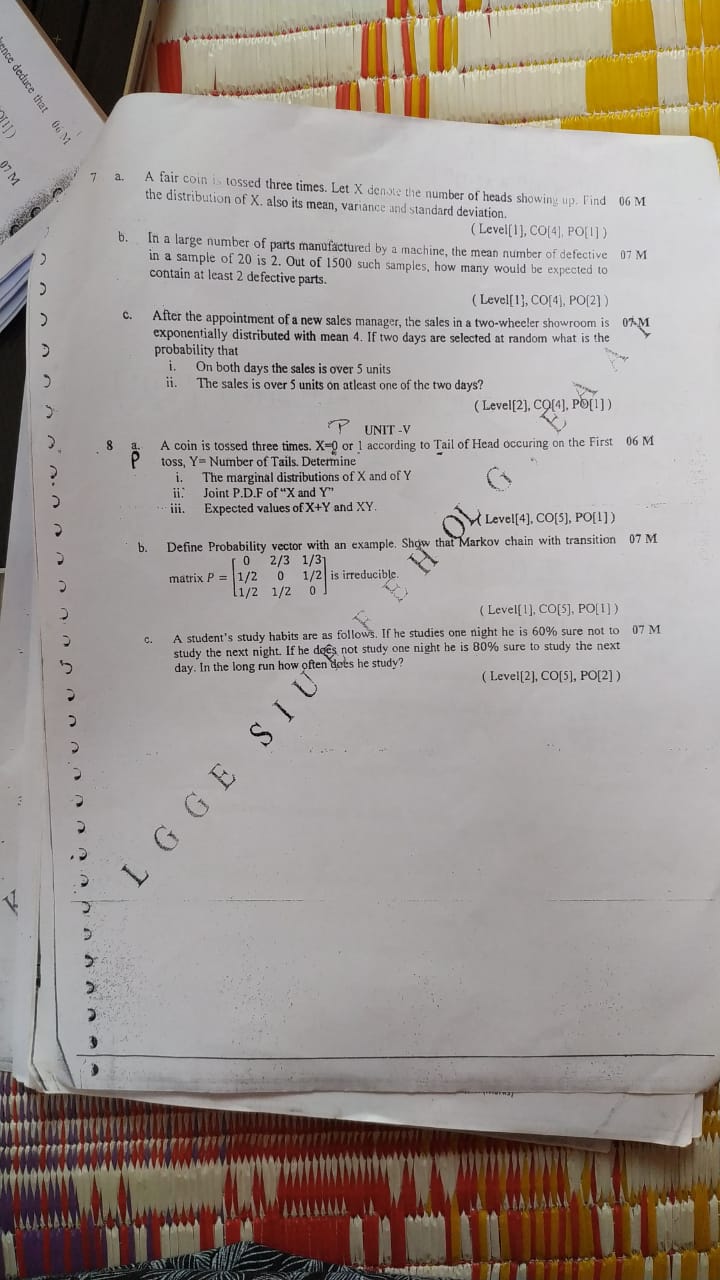 ence deduce that 06 M
O[1] )
07 M
7 a. A fair coin is tossed three times. Let X denote the number of heads showing up. Find 06 M
the distribution of X. also its mean, variance and standard deviation.
( Level[1], CO[4], PO[1] )
b. In a large number of parts manufactured by a machine, the mean number of defective 07 M
in a sample of 20 is 2. Out of 1500 such samples, how many would be expected to
contain at least 2 defective parts.
( Level[1], CO[4], PO[2] )
c. After the appointment of a new sales manager, the sales in a two-wheeler showroom is 07 M
exponentially distributed with mean 4. If two days are selected at random what is the
probability that
i. On both days the sales is over 5 units
ii. The sales is over 5 units on atleast one of the two days?
( Level[2], CO[4], PO[1] )
P UNIT -V
8 a. A coin is tossed three times. X=0 or 1 according to Tail of Head occuring on the First 06 M
P toss, Y= Number of Tails. Determine
i. The marginal distributions of X and of Y
ii. Joint P.D.F of “X and Y”
iii. Expected values of X+Y and XY.
( Level[4], CO[5], PO[1] )
b. Define Probability vector with an example. Show that Markov chain with transition 07 M
0 2/3 1/3
matrix P = 1/2 0 1/2 is irreducible.
1/2 1/2 0
( Level[1], CO[5], PO[1] )
c. A student's study habits are as follows. If he studies one night he is 60% sure not to 07 M
study the next night. If he does not study one night he is 80% sure to study the next
day. In the long run how often does he study?
( Level[2], CO[5], PO[2] )